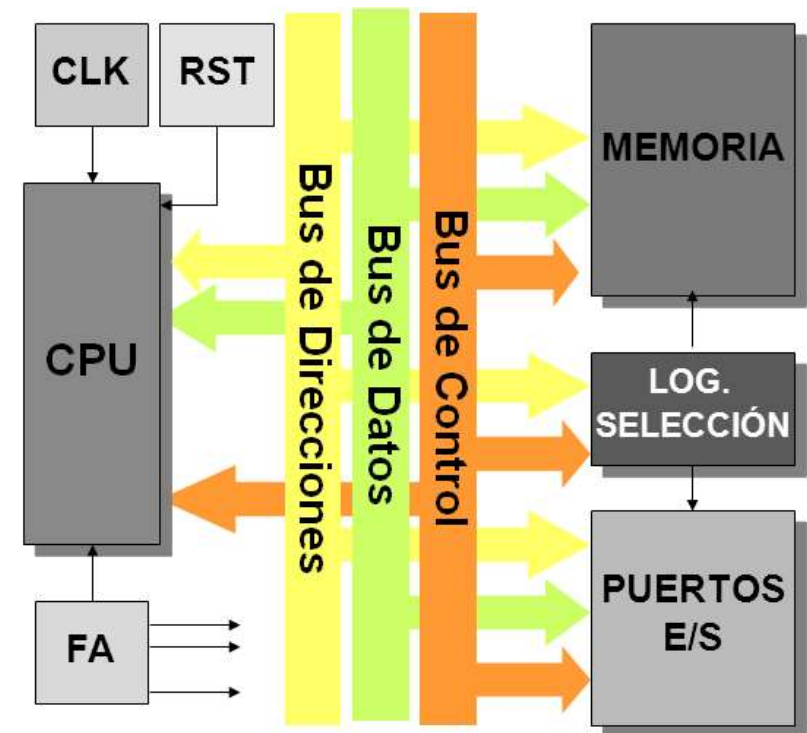 CLK
RST
CPU
FA
Bus de Direcciones
Bus de Datos
Bus de Control
MEMORIA
LOG.
SELECCIÓN
PUERTOS
E/S